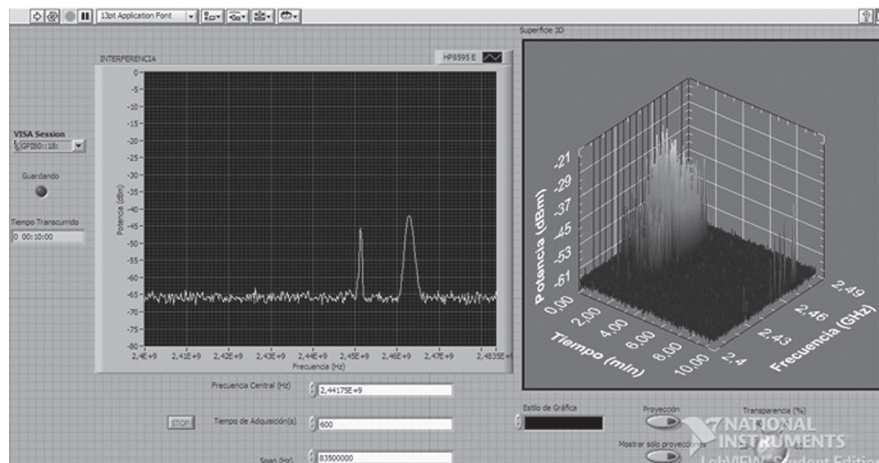 13pt Application Font
Superficie 3D
INTERFERENCIA
HP8595 E
0
-5
-10
-15
-20
-25
-30
-35
-40
-45
-50
-55
-60
-65
-70
-75
-80
Potencia (dBm)
2,4E+9
2,41E+9
2,42E+9
2,43E+9
2,44E+9
2,45E+9
2,46E+9
2,47E+9
2,4835E+
Frecuencia (Hz)
VISA Session
GPIB0::18:
Guardando
Tiempo Transcurrido
0 00:10:00
-21
-29
-37
-45
-53
-61
Potencia (dBm)
0,00
2,00
4,00
6,00
8,00
10,00
Tiempo (min)
2,4
2,43
2,46
2,49
Frecuencia (GHz)
Frecuencia Central (Hz)
2,44175E+9
STOP
Tiempo de Adquisición(s)
600
Span (Hz)
83500000
Estilo de Gráfica
Proyección
Transparencia (%)
Mostrar solo proyecciones
NATIONAL
INSTRUMENTS
LabVIEW Student Edition